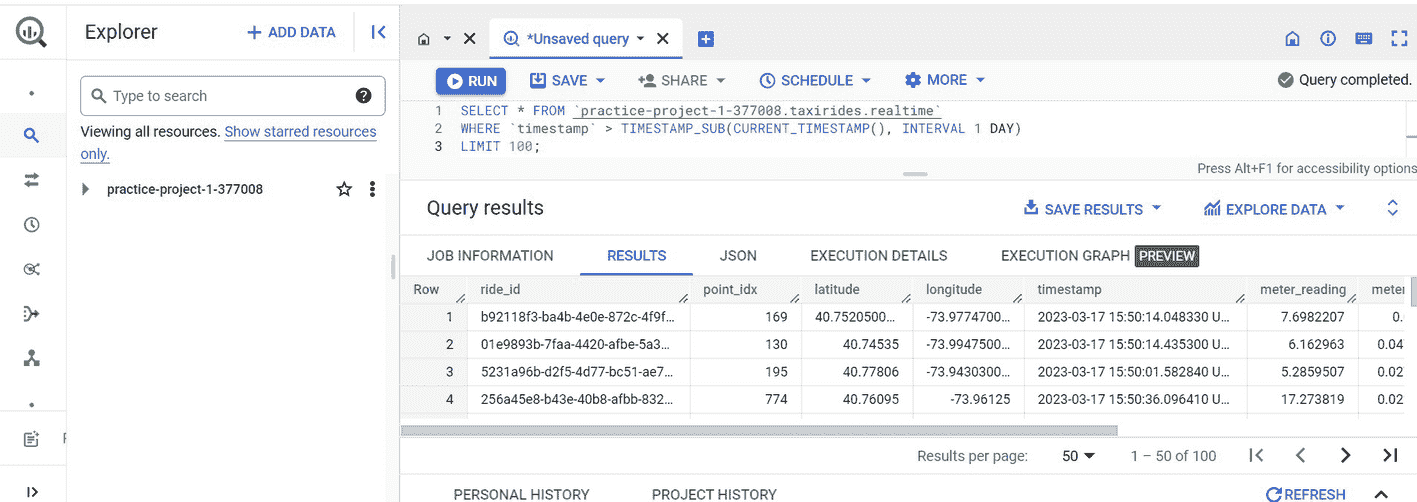 Explorer
+ ADD DATA
Type to search
Viewing all resources. Show starred resources
only.
practice-project-1-377008
*Unsaved query
RUN SAVE SHARE SCHEDULE MORE Query completed.
1 SELECT * FROM `practice-project-1-377008.taxirides.realtime`
2 WHERE `timestamp` > TIMESTAMP_SUB(CURRENT_TIMESTAMP(), INTERVAL 1 DAY)
3 LIMIT 100;
Press Alt+F1 for accessibility options
Query results SAVE RESULTS EXPLORE DATA
JOB INFORMATION RESULTS JSON EXECUTION DETAILS EXECUTION GRAPH PREVIEW
Row ride_id point_idx latitude longitude timestamp meter_reading meter
1 b92118f3-ba4b-4e0e-872c-4f9f... 169 40.7520500... -73.9774700... 2023-03-17 15:50:14.048330 U... 7.6982207 0.
2 01e9893b-7faa-4420-afbe-5a3... 130 40.74535 -73.9947500... 2023-03-17 15:50:14.435300 U... 6.162963 0.04
3 5231a96b-d2f5-4d77-bc51-ae7... 195 40.77806 -73.9430300... 2023-03-17 15:50:01.582840 U... 5.2859507 0.02
4 256a45e8-b43e-40b8-afbb-832... 774 40.76095 -73.96125 2023-03-17 15:50:36.096410 U... 17.273819 0.02
Results per page: 50 1 – 50 of 100
PERSONAL HISTORY PROJECT HISTORY REFRESH